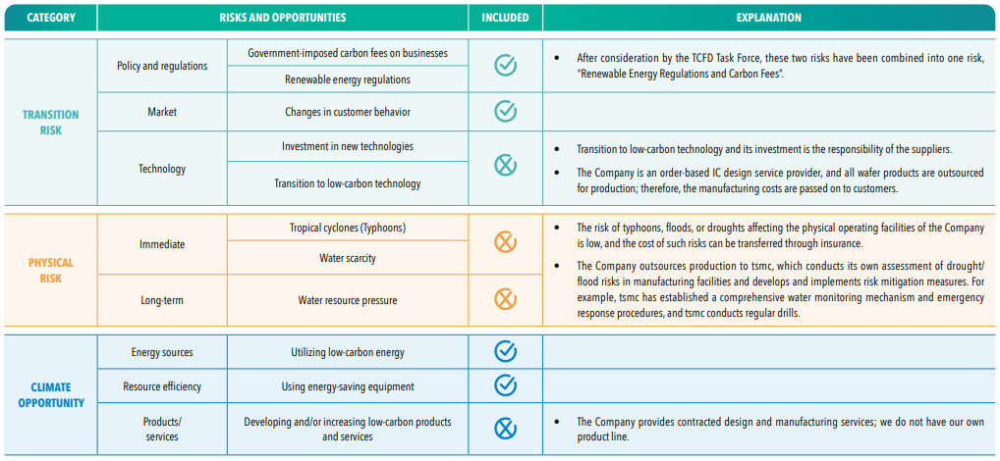 CATEGORY
RISKS AND OPPORTUNITIES
INCLUDED
EXPLANATION
TRANSITION
RISK
Policy and regulations
Government-imposed carbon fees on businesses
Renewable energy regulations
• After consideration by the TCFD Task Force, these two risks have been combined into one risk,
"Renewable Energy Regulations and Carbon Fees".
Market
Changes in customer behavior
Technology
Investment in new technologies
Transition to low-carbon technology
• Transition to low-carbon technology and its investment is the responsibility of the suppliers.
• The Company is an order-based IC design service provider, and all wafer products are outsourced
for production; therefore, the manufacturing costs are passed on to customers.
PHYSICAL
RISK
Immediate
Tropical cyclones (Typhoons)
Water scarcity
Long-term
Water resource pressure
• The risk of typhoons, floods, or droughts affecting the physical operating facilities of the Company
is low, and the cost of such risks can be transferred through insurance.
• The Company outsources production to tsmc, which conducts its own assessment of drought/
flood risks in manufacturing facilities and develops and implements risk mitigation measures. For
example, tsmc has established a comprehensive water monitoring mechanism and emergency
response procedures, and tsmc conducts regular drills.
CLIMATE
OPPORTUNITY
Energy sources
Utilizing low-carbon energy
Resource efficiency
Using energy-saving equipment
Products/
services
Developing and/or increasing low-carbon products
and services
• The Company provides contracted design and manufacturing services; we do not have our own
product line.